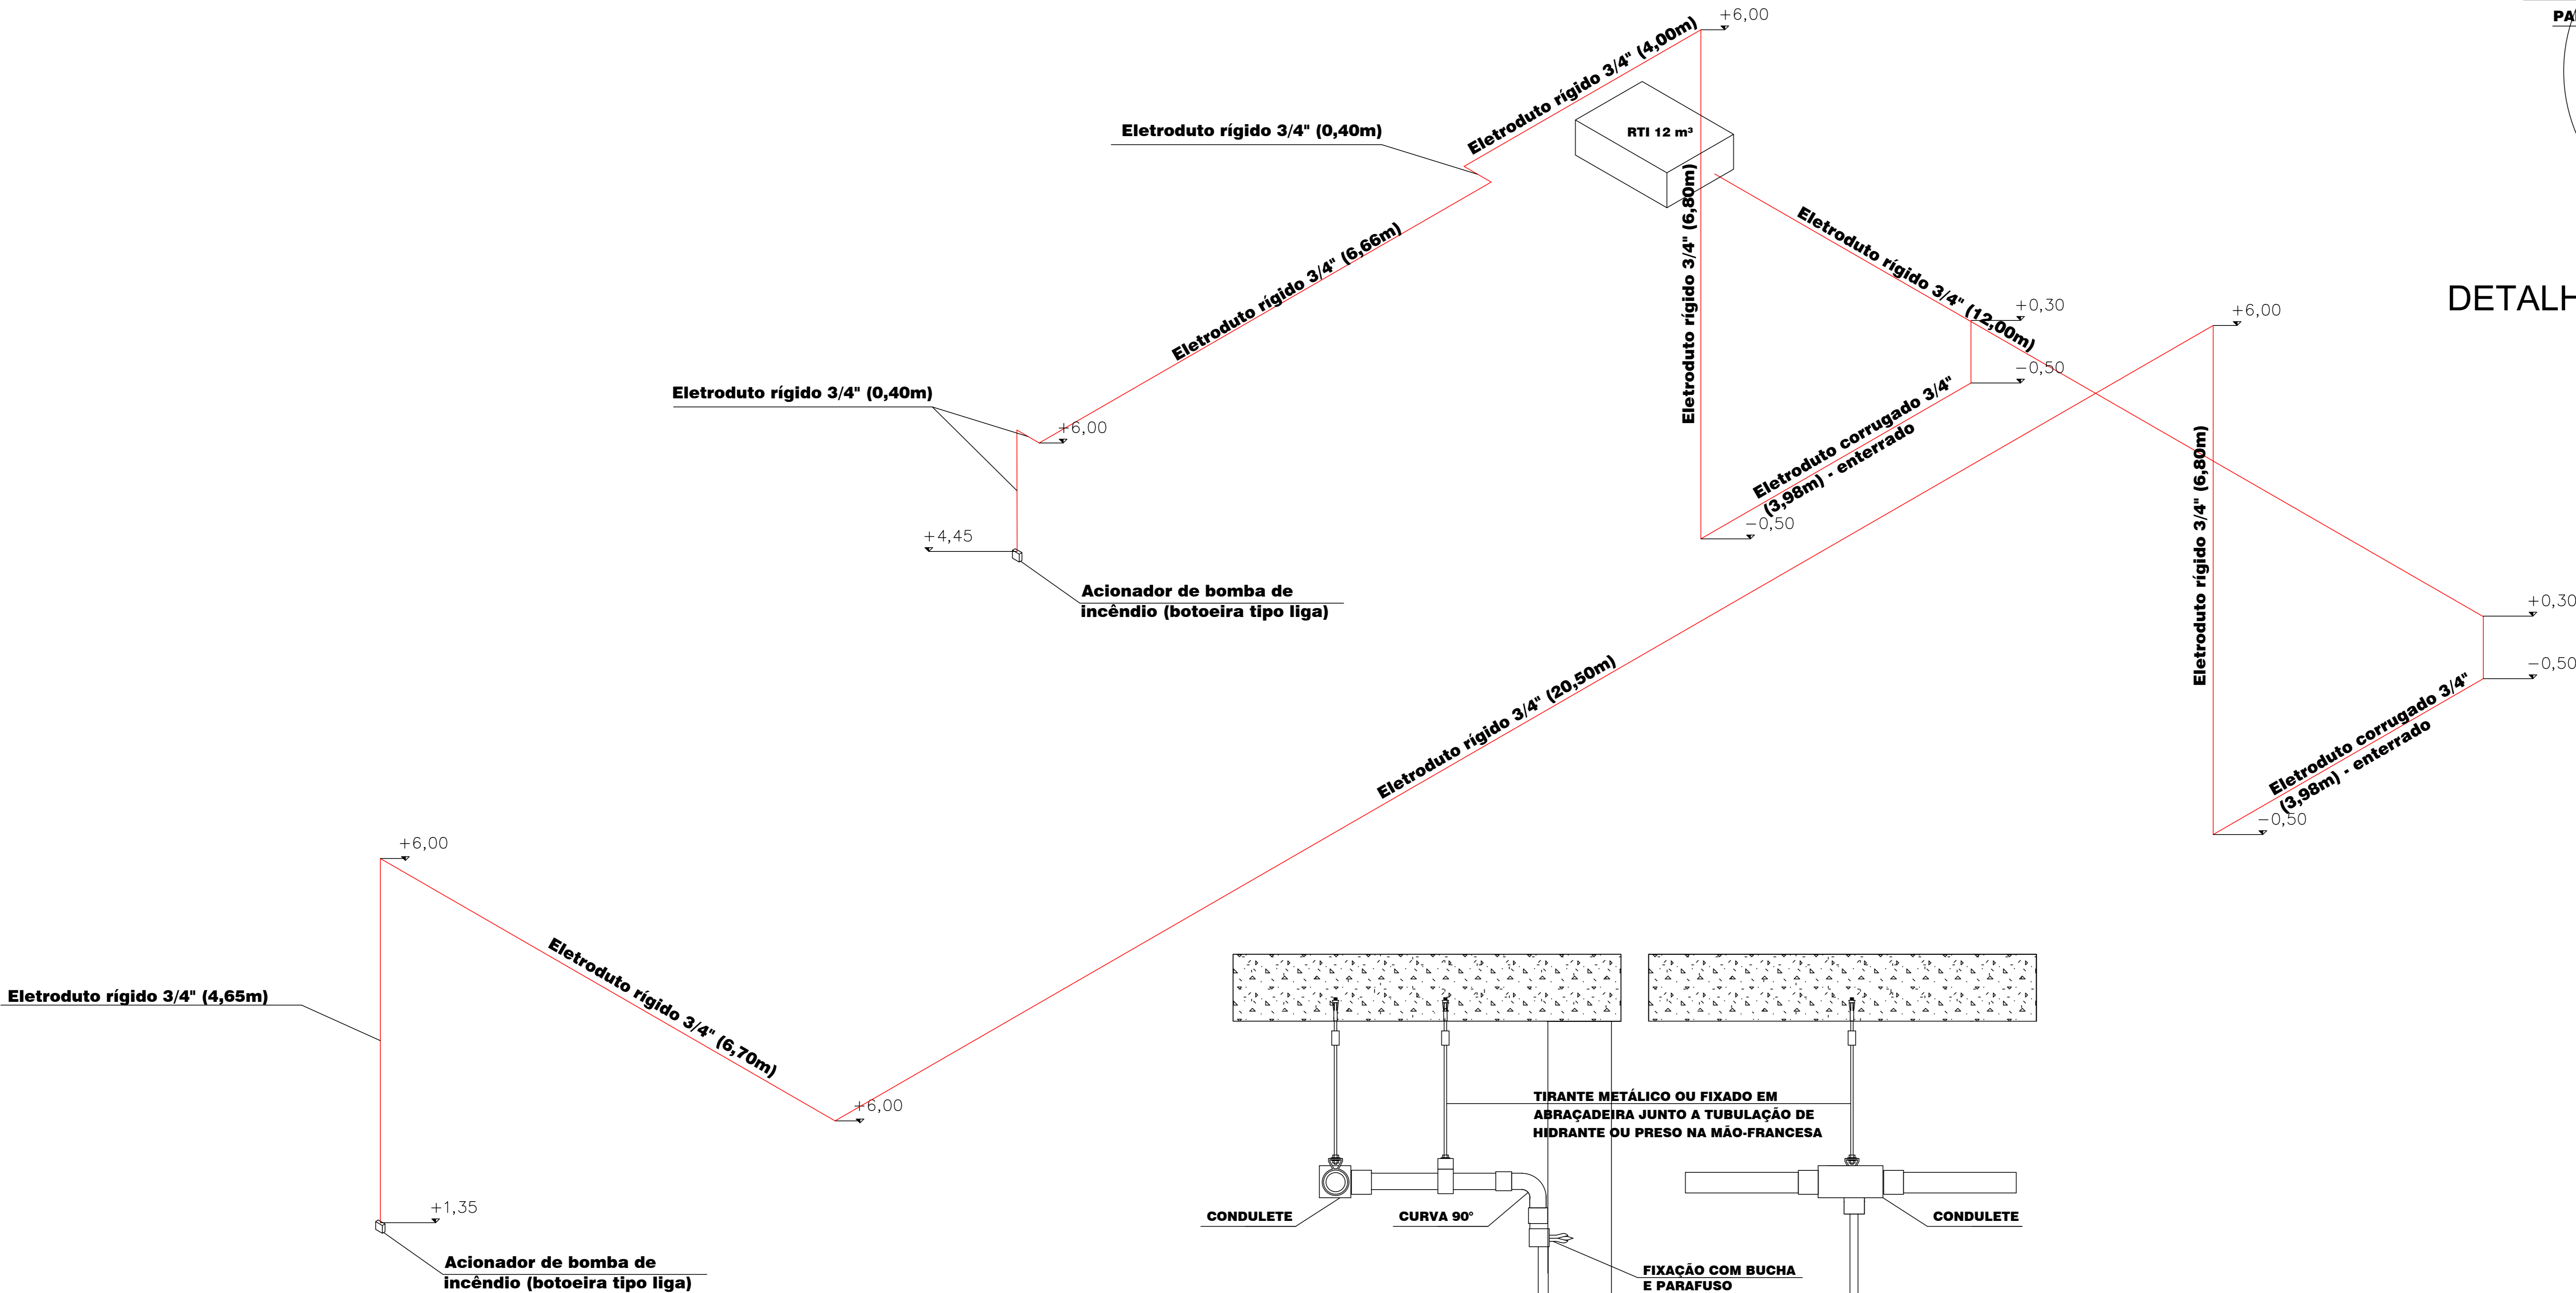 +6,00
PA
Eletroduto rígido 3/4" (4,00m)
Eletroduto rígido 3/4" (0,40m)
RTI 12 m³
Eletroduto rígido 3/4" (6,80m)
Eletroduto rígido 3/4" (6,66m)
Eletroduto rígido 3/4" (12,00m)
+0,30
+6,00
DETALH
-0,50
Eletroduto rígido 3/4" (0,40m)
+6,00
Eletroduto corrugado 3/4"
(3,98m) - enterrado
-0,50
+4,45
Acionador de bomba de
incêndio (botoeira tipo liga)
Eletroduto rígido 3/4" (6,80m)
+0,30
-0,50
Eletroduto rígido 3/4" (20,50m)
Eletroduto corrugado 3/4"
(3,98m) - enterrado
-0,50
+6,00
Eletroduto rígido 3/4" (4,65m)
Eletroduto rígido 3/4" (6,70m)
+6,00
TIRANTE METÁLICO OU FIXADO EM
ABRAÇADEIRA JUNTO A TUBULAÇÃO DE
HIDRANTE OU PRESO NA MÃO-FRANCESA
+1,35
CONDULETE
CURVA 90°
CONDULETE
Acionador de bomba de
incêndio (botoeira tipo liga)
FIXAÇÃO COM BUCHA
E PARAFUSO